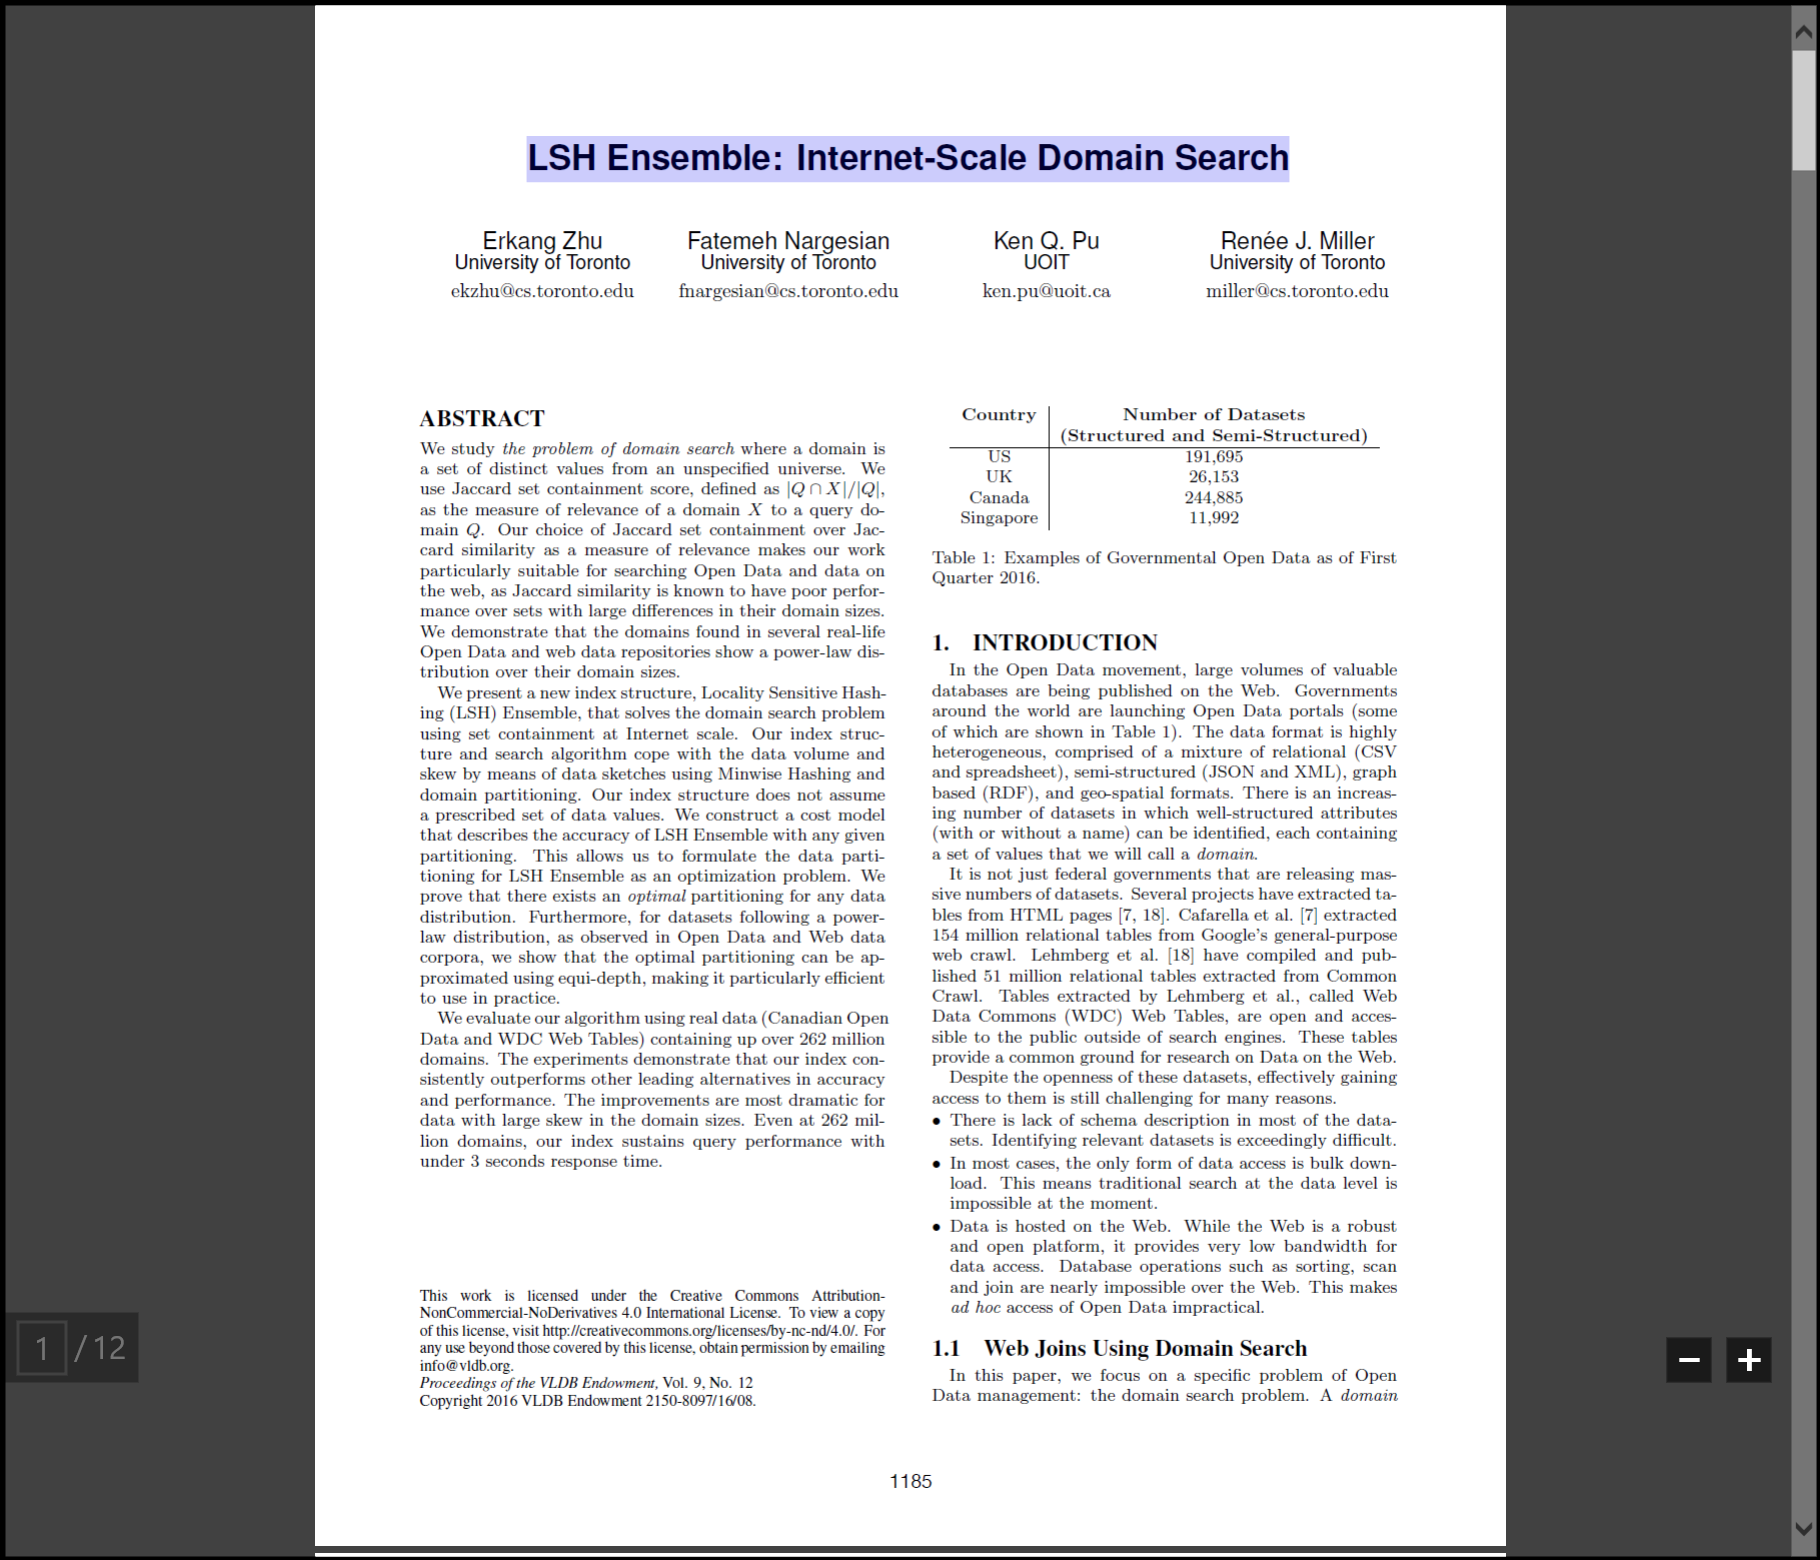 LSH Ensemble: Internet-Scale Domain Search
Erkang Zhu
University of Toronto
ekzhu@cs.toronto.edu
Fatemeh Nargesian
University of Toronto
fnargesian@cs.toronto.edu
Ken Q. Pu
UOIT
ken.pu@uoit.ca
Renée J. Miller
University of Toronto
miller@cs.toronto.edu
ABSTRACT
We study the problem of domain search where a domain is
a set of distinct values from an unspecified universe. We
use Jaccard set containment score, defined as |Q ∩ X|/|Q|,
as the measure of relevance of a domain X to a query do-
main Q. Our choice of Jaccard set containment over Jac-
card similarity as a measure of relevance makes our work
particularly suitable for searching Open Data and data on
the web, as Jaccard similarity is known to have poor perfor-
mance over sets with large differences in their domain sizes.
We demonstrate that the domains found in several real-life
Open Data and web data repositories show a power-law dis-
tribution over their domain sizes.
We present a new index structure, Locality Sensitive Hash-
ing (LSH) Ensemble, that solves the domain search problem
using set containment at Internet scale. Our index struc-
ture and search algorithm cope with the data volume and
skew by means of data sketches using Minwise Hashing and
domain partitioning. Our index structure does not assume
a prescribed set of data values. We construct a cost model
that describes the accuracy of LSH Ensemble with any given
partitioning. This allows us to formulate the data parti-
tioning for LSH Ensemble as an optimization problem. We
prove that there exists an optimal partitioning for any data
distribution. Furthermore, for datasets following a power-
law distribution, as observed in Open Data and Web data
corpora, we show that the optimal partitioning can be ap-
proximated using equi-depth, making it particularly efficient
to use in practice.
We evaluate our algorithm using real data (Canadian Open
Data and WDC Web Tables) containing up over 262 million
domains. The experiments demonstrate that our index con-
sistently outperforms other leading alternatives in accuracy
and performance. The improvements are most dramatic for
data with large skew in the domain sizes. Even at 262 mil-
lion domains, our index sustains query performance with
under 3 seconds response time.
This work is licensed under the Creative Commons Attribution-
NonCommercial-NoDerivatives 4.0 International License. To view a copy
of this license, visit http://creativecommons.org/licenses/by-nc-nd/4.0/. For
any use beyond those covered by this license, obtain permission by emailing
info@vldb.org.
Proceedings of the VLDB Endowment, Vol. 9, No. 12
Copyright 2016 VLDB Endowment 2150-8097/16/08.
Country Number of Datasets
(Structured and Semi-Structured)
US 191,695
UK 26,153
Canada 244,885
Singapore 11,992
Table 1: Examples of Governmental Open Data as of First
Quarter 2016.
1. INTRODUCTION
In the Open Data movement, large volumes of valuable
databases are being published on the Web. Governments
around the world are launching Open Data portals (some
of which are shown in Table 1). The data format is highly
heterogeneous, comprised of a mixture of relational (CSV
and spreadsheet), semi-structured (JSON and XML), graph
based (RDF), and geo-spatial formats. There is an increas-
ing number of datasets in which well-structured attributes
(with or without a name) can be identified, each containing
a set of values that we will call a domain.
It is not just federal governments that are releasing mas-
sive numbers of datasets. Several projects have extracted ta-
bles from HTML pages [7, 18]. Cafarella et al. [7] extracted
154 million relational tables from Google's general-purpose
web crawl. Lehmberg et al. [18] have compiled and pub-
lished 51 million relational tables extracted from Common
Crawl. Tables extracted by Lehmberg et al., called Web
Data Commons (WDC) Web Tables, are open and acces-
sible to the public outside of search engines. These tables
provide a common ground for research on Data on the Web.
Despite the openness of these datasets, effectively gaining
access to them is still challenging for many reasons.
• There is lack of schema description in most of the data-
sets. Identifying relevant datasets is exceedingly difficult.
• In most cases, the only form of data access is bulk down-
load. This means traditional search at the data level is
impossible at the moment.
• Data is hosted on the Web. While the Web is a robust
and open platform, it provides very low bandwidth for
data access. Database operations such as sorting, scan
and join are nearly impossible over the Web. This makes
ad hoc access of Open Data impractical.
1.1 Web Joins Using Domain Search
In this paper, we focus on a specific problem of Open
Data management: the domain search problem. A domain
1185
1 / 12